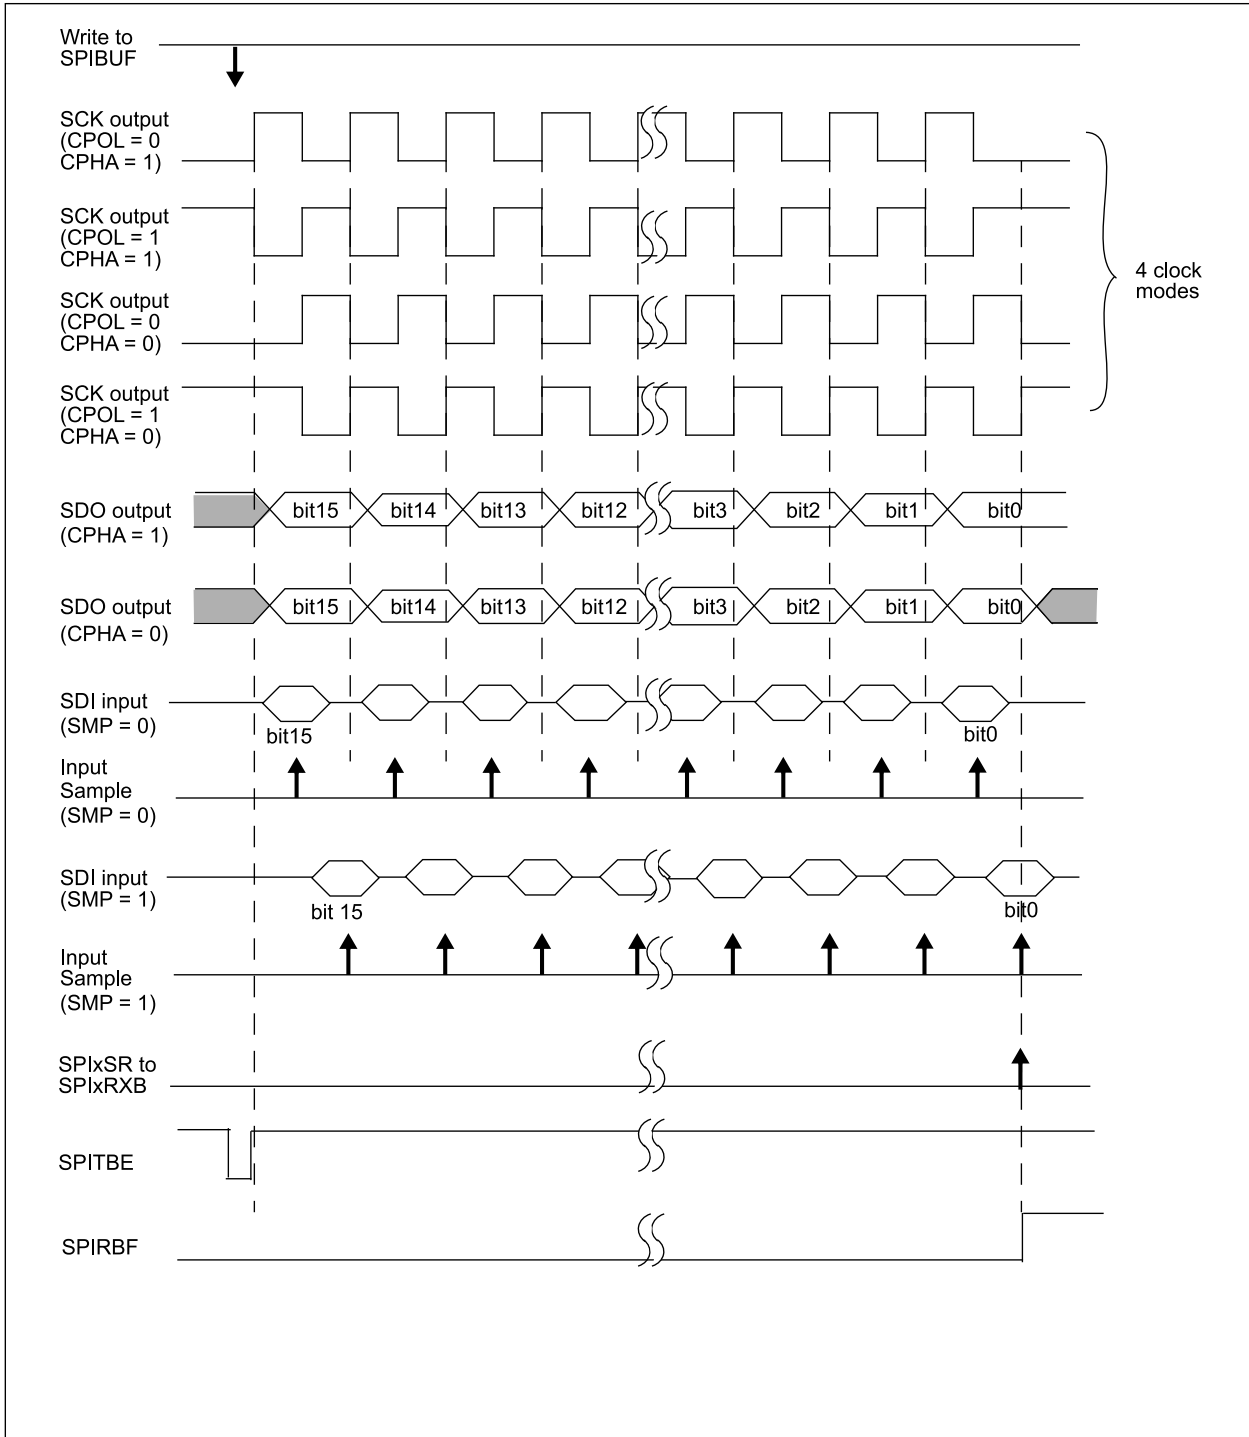 Write to
SPIBUF
SCK output
(CPOL = 0
CPHA = 1)
SCK output
(CPOL = 1
CPHA = 1)
SCK output
(CPOL = 0
CPHA = 0)
SCK output
(CPOL = 1
CPHA = 0)
4 clock
modes
SDO output
(CPHA = 1)
bit15 bit14 bit13 bit12 bit3 bit2 bit1 bit0
SDO output
(CPHA = 0)
bit15 bit14 bit13 bit12 bit3 bit2 bit1 bit0
SDI input
(SMP = 0)
bit15 bit0
Input
Sample
(SMP = 0)
SDI input
(SMP = 1)
bit 15 bit0
Input
Sample
(SMP = 1)
SPIxSR to
SPIxRXB
SPITBE
SPIRBF